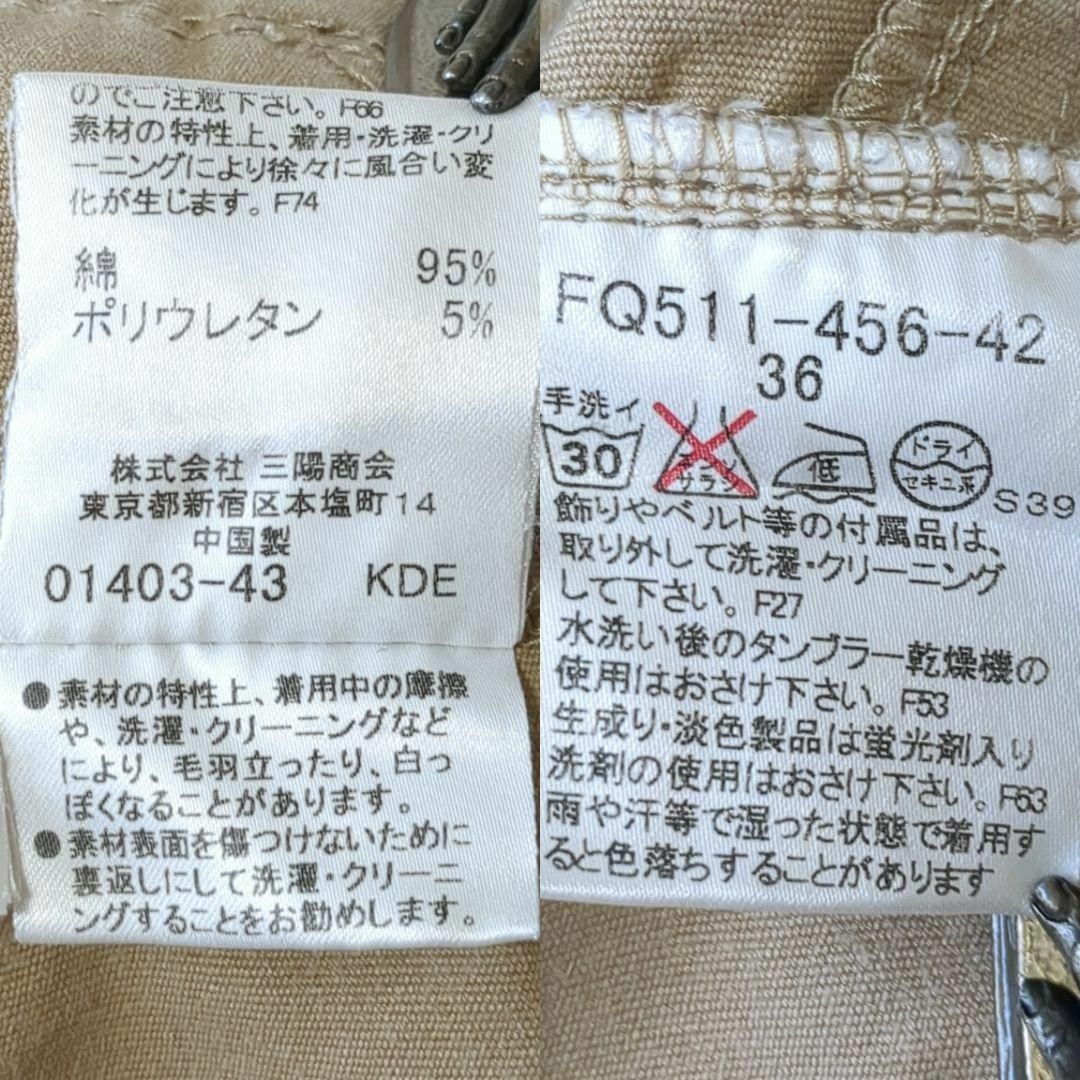 のでご注意下さい。F66
素材の特性上、着用・洗濯・クリ
ーニングにより徐々に風合い変
化が生じます。F74
綿 95%
ポリウレタン 5%
株式会社 三陽商会
東京都新宿区本塩町14
中国製
01403-43 KDE
●素材の特性上、着用中の摩擦
や、洗濯・クリーニングなど
により、毛羽立ったり、白っ
ぽくなることがあります。
●素材表面を傷つけないために
裏返しにして洗濯・クリーニ
ングすることをお勧めします。
FQ511-456-42
36
手洗イ
30 エンソ サラシ 低 ドライ セキユ系 S39
飾りやベルト等の付属品は、
取り外して洗濯・クリーニング
して下さい。F27
水洗い後のタンブラー乾燥機の
使用はおさけ下さい。F53
生成り・淡色製品は蛍光剤入り
洗剤の使用はおさけ下さい。F63
雨や汗等で湿った状態で着用す
ると色落ちすることがあります